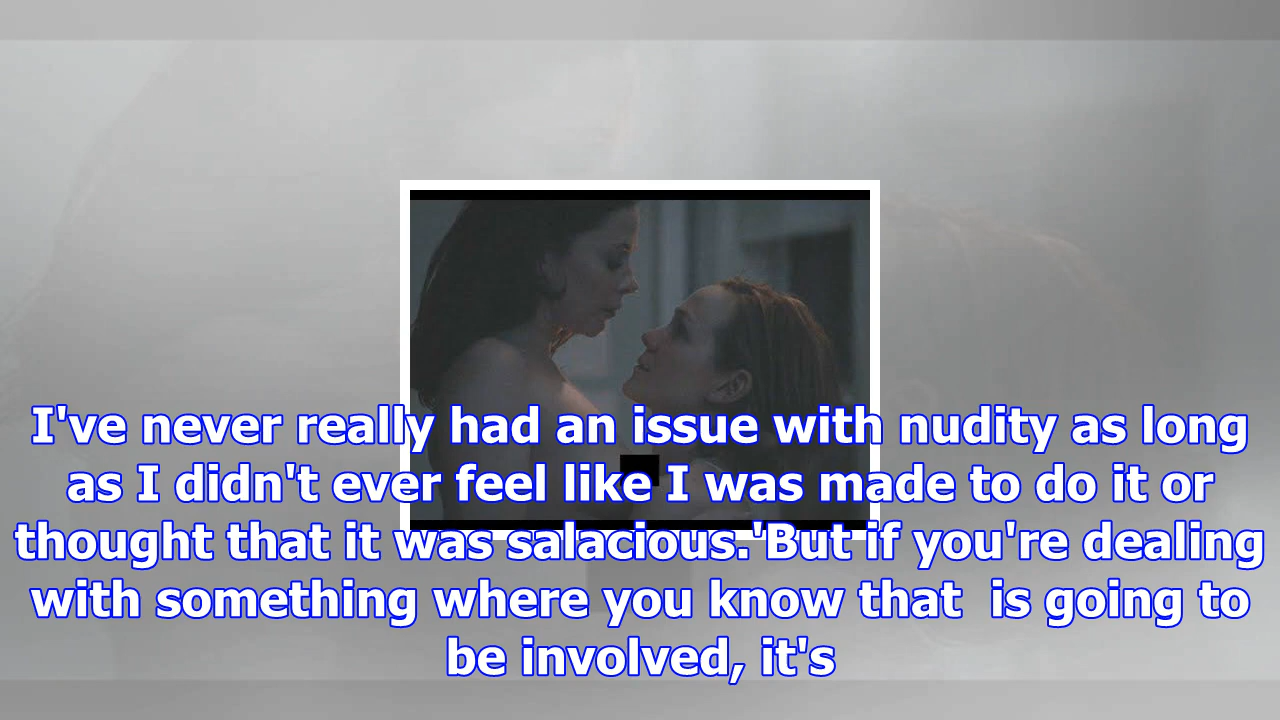 I've never really had an issue with nudity as long
as I didn't ever feel like I was made to do it or
thought that it was salacious.'But if you're dealing
with something where you know that  is going to
be involved, it's